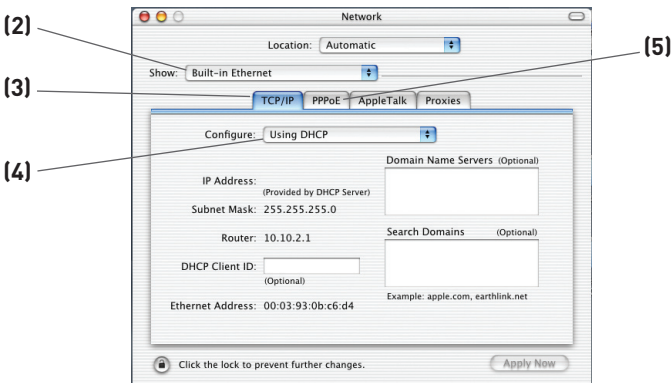 Network
(2)
Location: Automatic
(5)
Show: Built-in Ethernet
(3)
TCP/IP PPPoE AppleTalk Proxies
Configure: Using DHCP
(4)
Domain Name Servers (Optional)
IP Address:
(Provided by DHCP Server)
Subnet Mask: 255.255.255.0
Router: 10.10.2.1
Search Domains (Optional)
DHCP Client ID:
(Optional)
Example: apple.com, earthlink.net
Ethernet Address: 00:03:93:0b:c6:d4
Click the lock to prevent further changes.
Apply Now